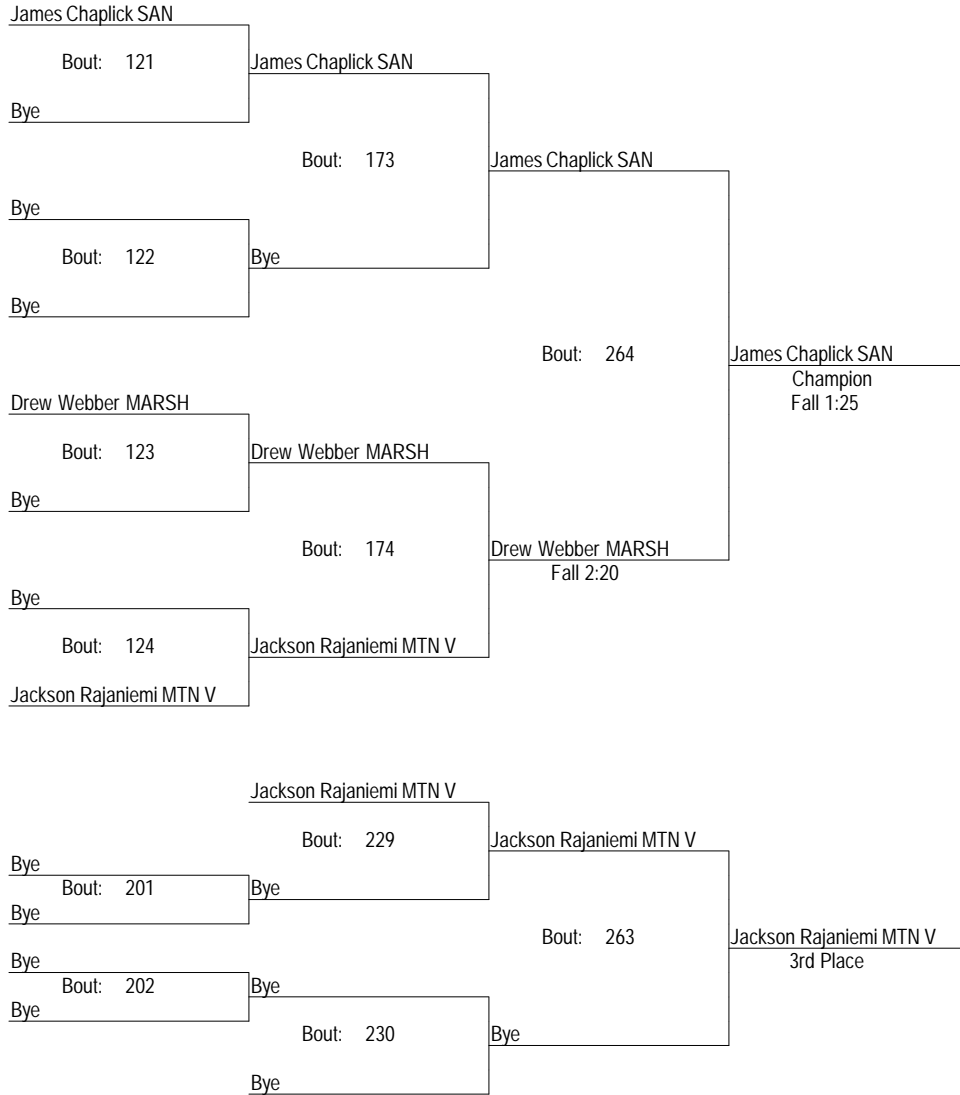 James Chaplick SAN
Bout: 121
James Chaplick SAN
Bye
Bout: 173
James Chaplick SAN
Bye
Bout: 122
Bye
Bye
Bout: 264
James Chaplick SAN
Champion
Fall 1:25
Drew Webber MARSH
Bout: 123
Drew Webber MARSH
Bye
Bout: 174
Drew Webber MARSH
Fall 2:20
Bye
Bout: 124
Jackson Rajaniemi MTN V
Jackson Rajaniemi MTN V
Jackson Rajaniemi MTN V
Bout: 229
Jackson Rajaniemi MTN V
Bye
Bout: 201
Bye
Bye
Bout: 263
Jackson Rajaniemi MTN V
3rd Place
Bye
Bout: 202
Bye
Bye
Bout: 230
Bye
Bye